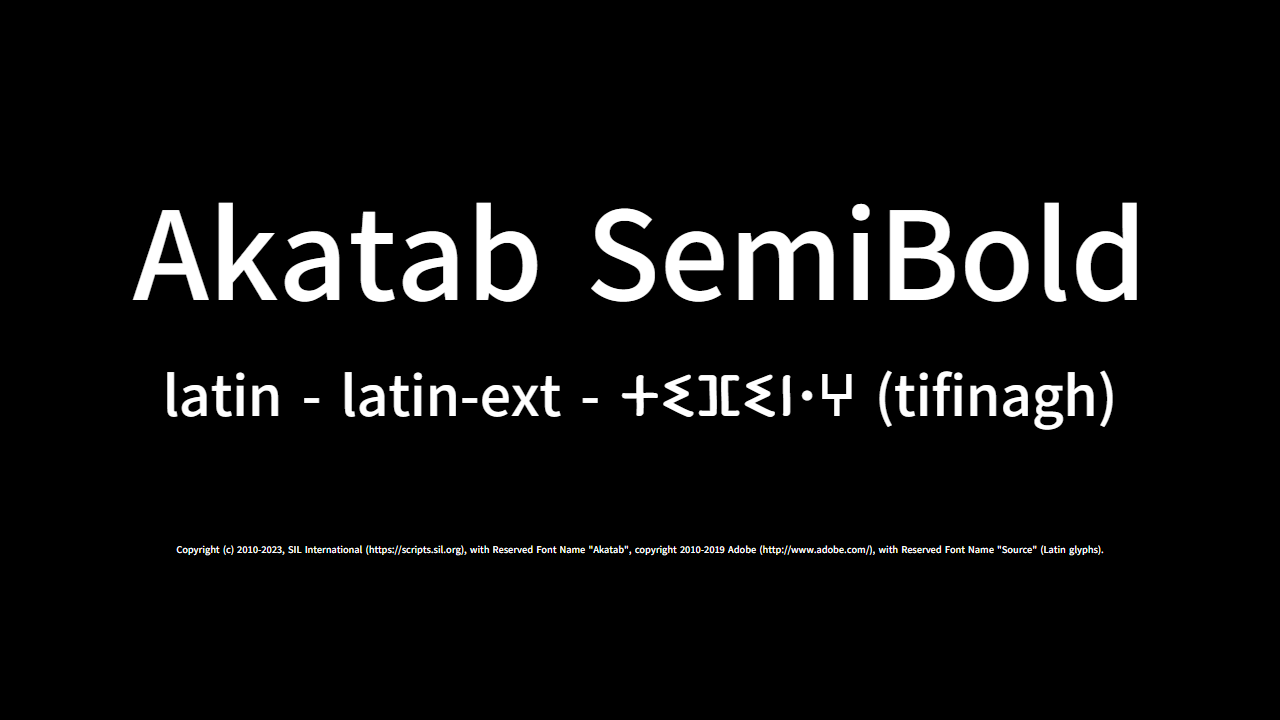 Akatab SemiBold
latin - latin-ext - ⵜⵉⴼⵉⵏⴰⵖ (tifinagh)
Copyright (c) 2010-2023, SIL International (https://scripts.sil.org), with Reserved Font Name "Akatab", copyright 2010-2019 Adobe (http://www.adobe.com/), with Reserved Font Name "Source" (Latin glyphs).